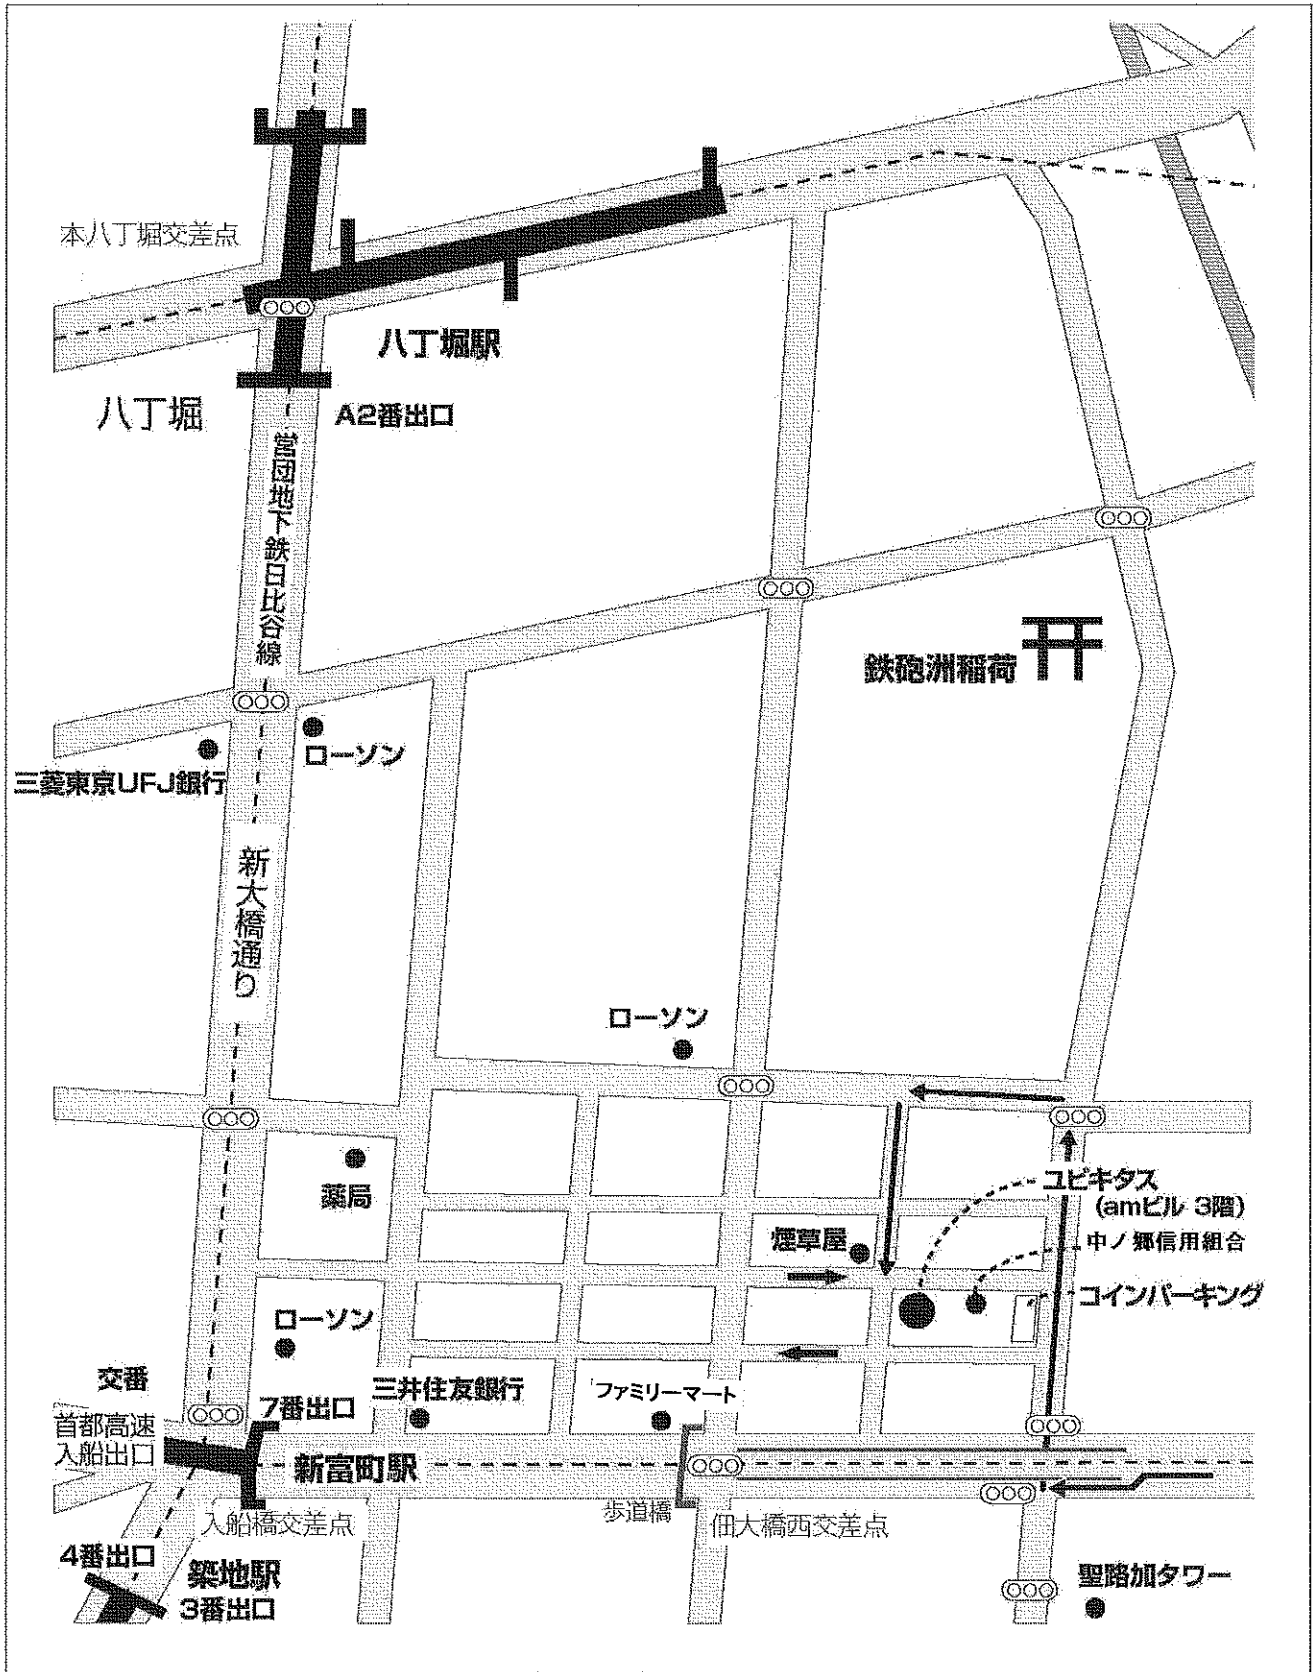 本八丁堀交差点
八丁堀駅
八丁堀
A2番出口
営団地下鉄日比谷線
鉄砲洲稲荷
ローソン
三菱東京UFJ銀行
新大橋通り
ローソン
薬局
ユビキタス
(amビル 3階)
煙草屋
中ノ郷信用組合
コインパーキング
ローソン
交番
三井住友銀行
ファミリーマート
7番出口
首都高速
入船出口
新富町駅
歩道橋
入船橋交差点
佃大橋西交差点
4番出口
築地駅
3番出口
聖路加タワー